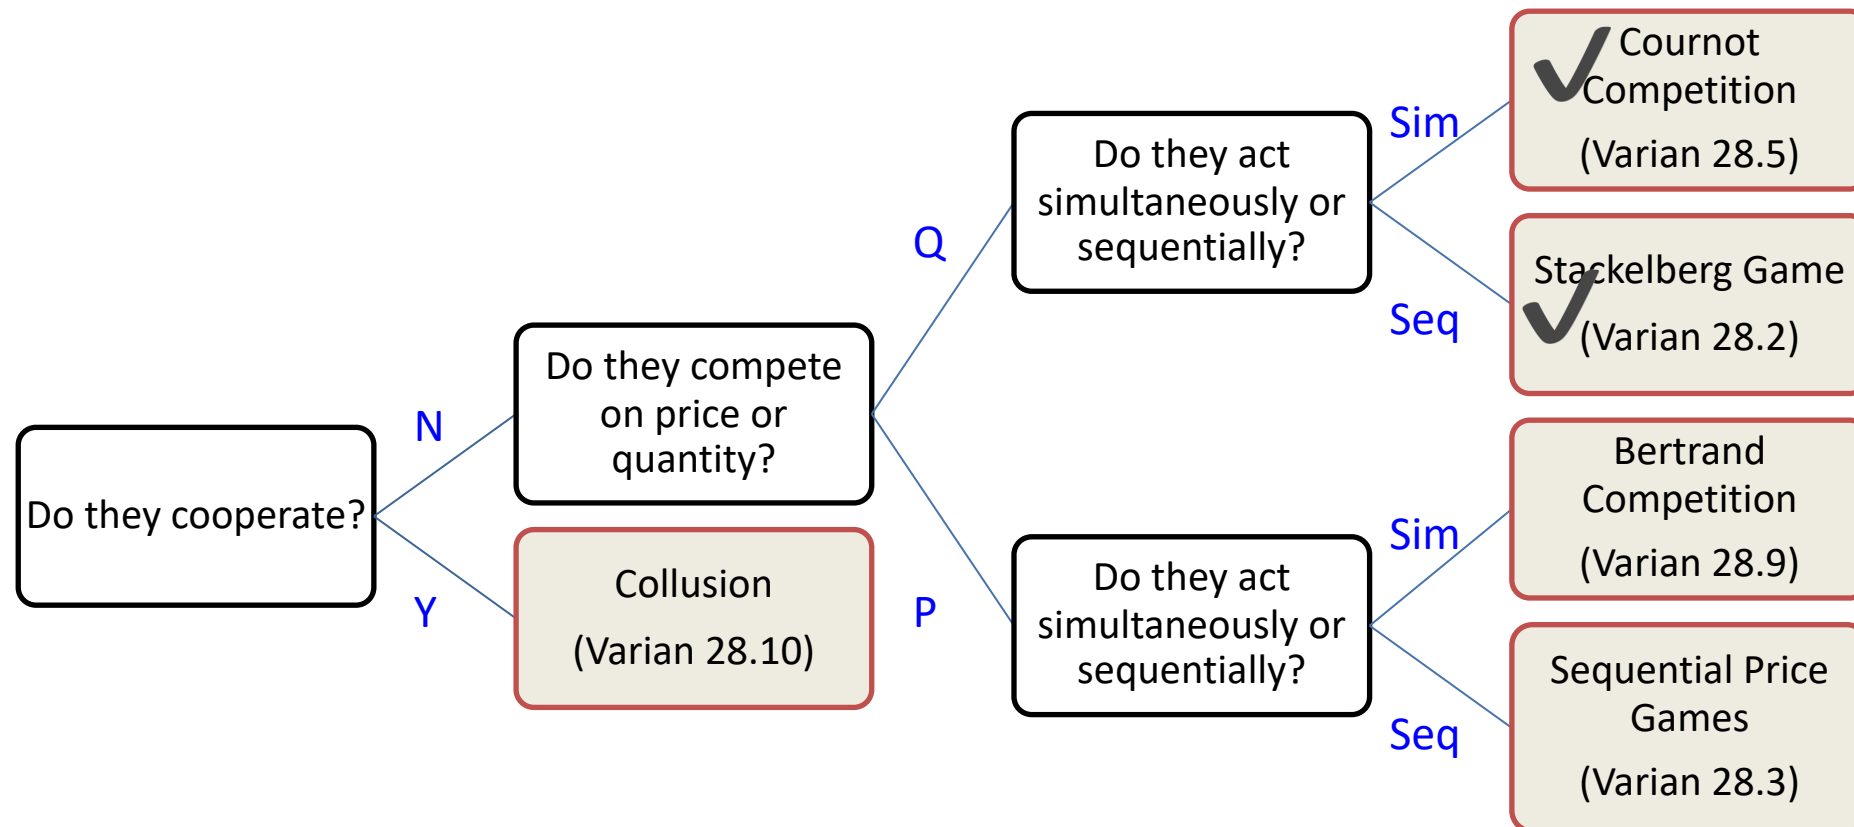 Do they cooperate?
N
Y
Do they compete
on price or
quantity?
Collusion
(Varian 28.10)
Q
P
Do they act
simultaneously or
sequentially?
Do they act
simultaneously or
sequentially?
Sim
Seq
Sim
Seq
Cournot
Competition
(Varian 28.5)
Stackelberg Game
(Varian 28.2)
Bertrand
Competition
(Varian 28.9)
Sequential Price
Games
(Varian 28.3)